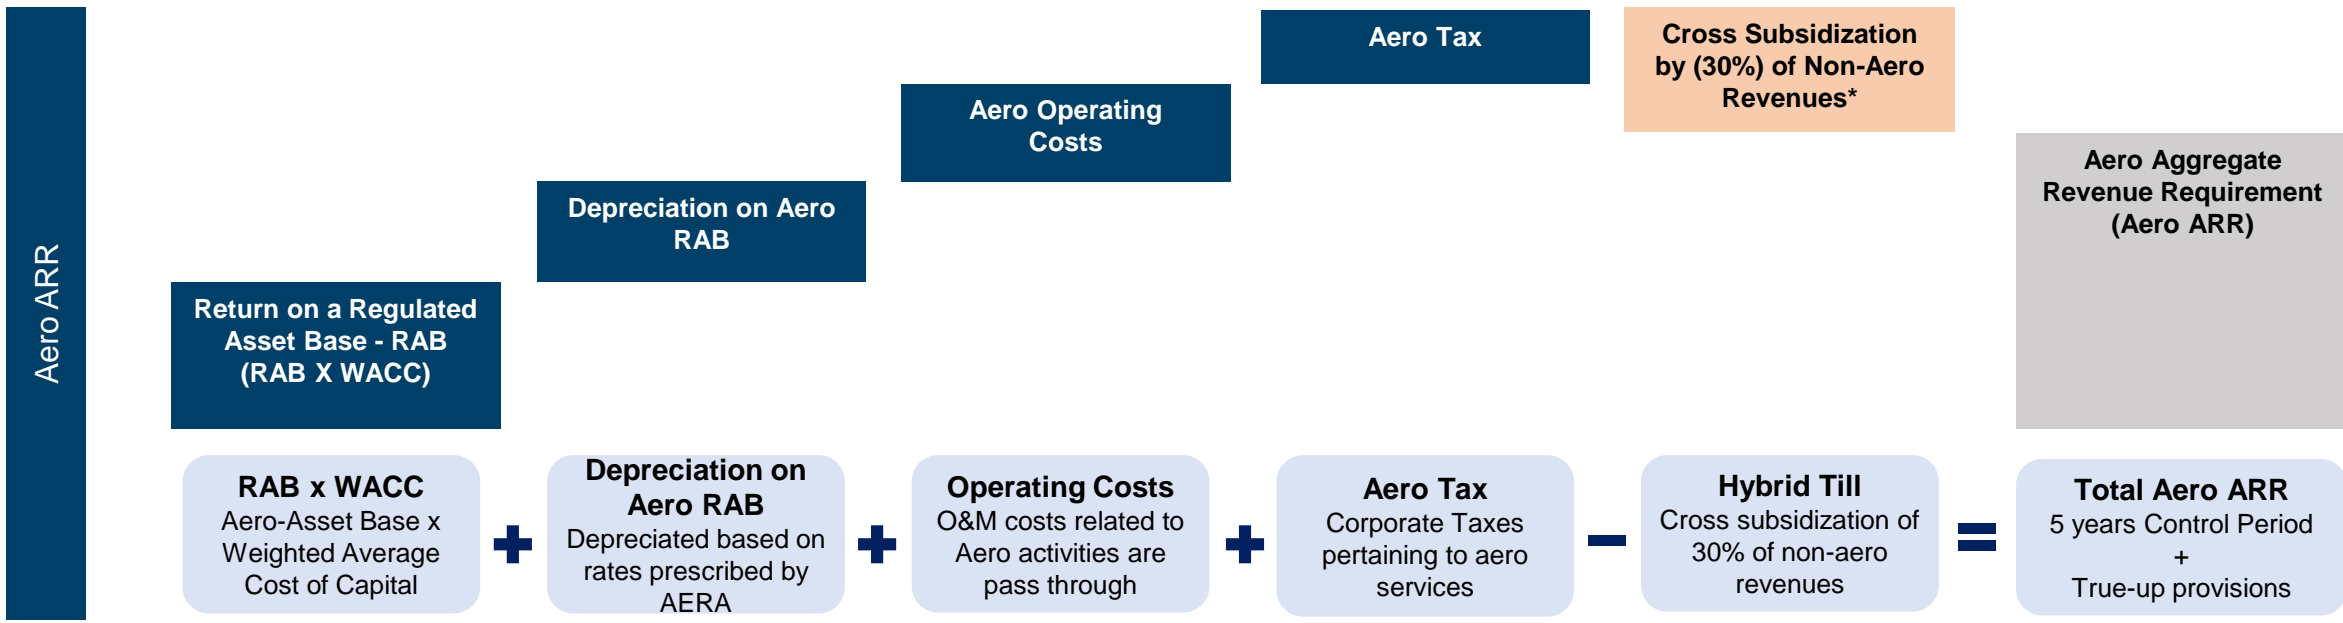 Aero ARR
Return on a Regulated
Asset Base - RAB
(RAB X WACC)
Depreciation on Aero
RAB
Aero Operating
Costs
Aero Tax
Cross Subsidization
by (30%) of Non-Aero
Revenues*
Aero Aggregate
Revenue Requirement
(Aero ARR)
RAB x WACC
Aero-Asset Base x
Weighted Average
Cost of Capital
+
Depreciation on
Aero RAB
Depreciated based on
rates prescribed by
AERA
+
Operating Costs
O&M costs related to
Aero activities are
pass through
+
Aero Tax
Corporate Taxes
pertaining to aero
services
−
Hybrid Till
Cross subsidization of
30% of non-aero
revenues
=
Total Aero ARR
5 years Control Period
+
True-up provisions